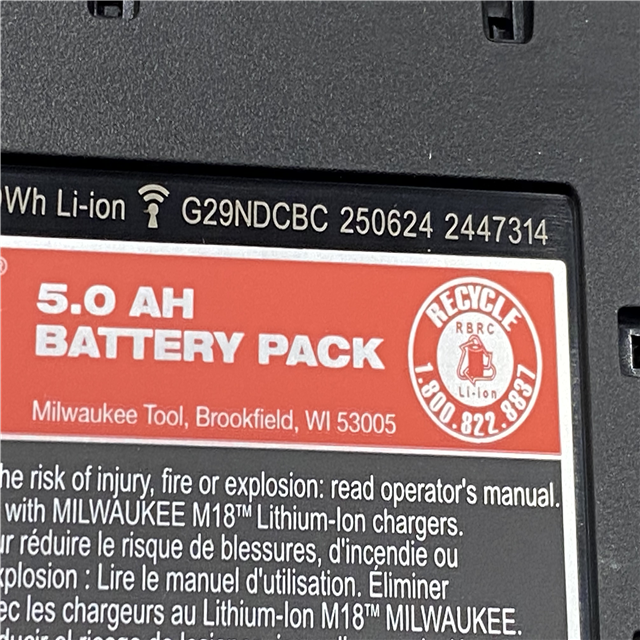 Wh Li-ion G29NDCBC 250624 2447314
®
5.0 AH
BATTERY PACK
Milwaukee Tool, Brookfield, WI 53005
RECYCLE
RBRC
Li-ion
1.800.822.8837
he risk of injury, fire or explosion: read operator's manual.
with MILWAUKEE M18™ Lithium-Ion chargers.
ur réduire le risque de blessures, d'incendie ou
xplosion : Lire le manuel d'utilisation. Éliminer
ec les chargeurs au Lithium-Ion M18™ MILWAUKEE.